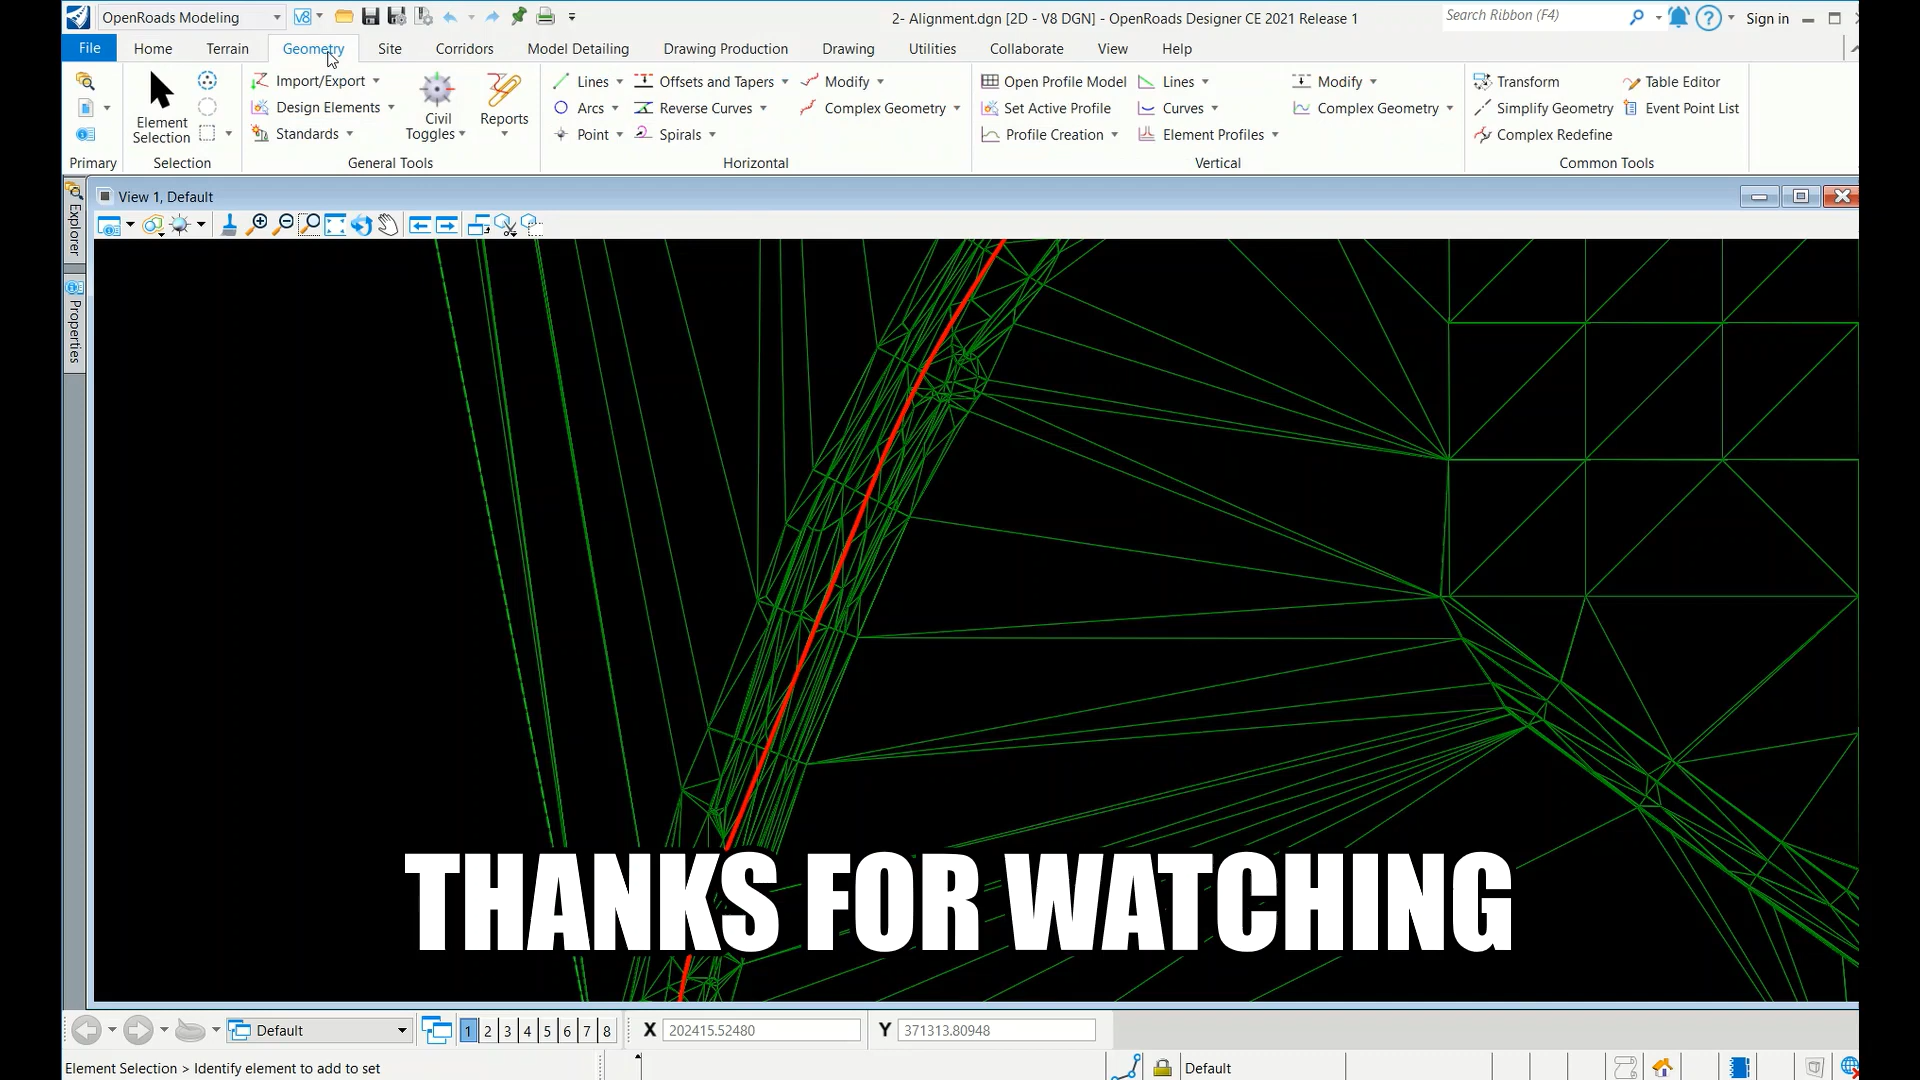 OpenRoads Modeling
2- Alignment.dgn [2D - V8 DGN] - OpenRoads Designer CE 2021 Release 1
Search Ribbon (F4)
Sign in
File Home Terrain Geometry Site Corridors Model Detailing Drawing Production Drawing Utilities Collaborate View Help
Import/Export Lines Offsets and Tapers Modify Open Profile Model Lines Modify Transform Table Editor
Design Elements Arcs Reverse Curves Complex Geometry Set Active Profile Curves Complex Geometry Simplify Geometry Event Point List
Element Selection
Standards
Civil Toggles
Reports
Point Spirals Profile Creation Element Profiles Complex Redefine
Primary Selection General Tools Horizontal Vertical Common Tools
Explorer
Properties
View 1, Default
THANKS FOR WATCHING
Default 1 2 3 4 5 6 7 8 X 202415.52480 Y 371313.80948
Element Selection > Identify element to add to set
Default